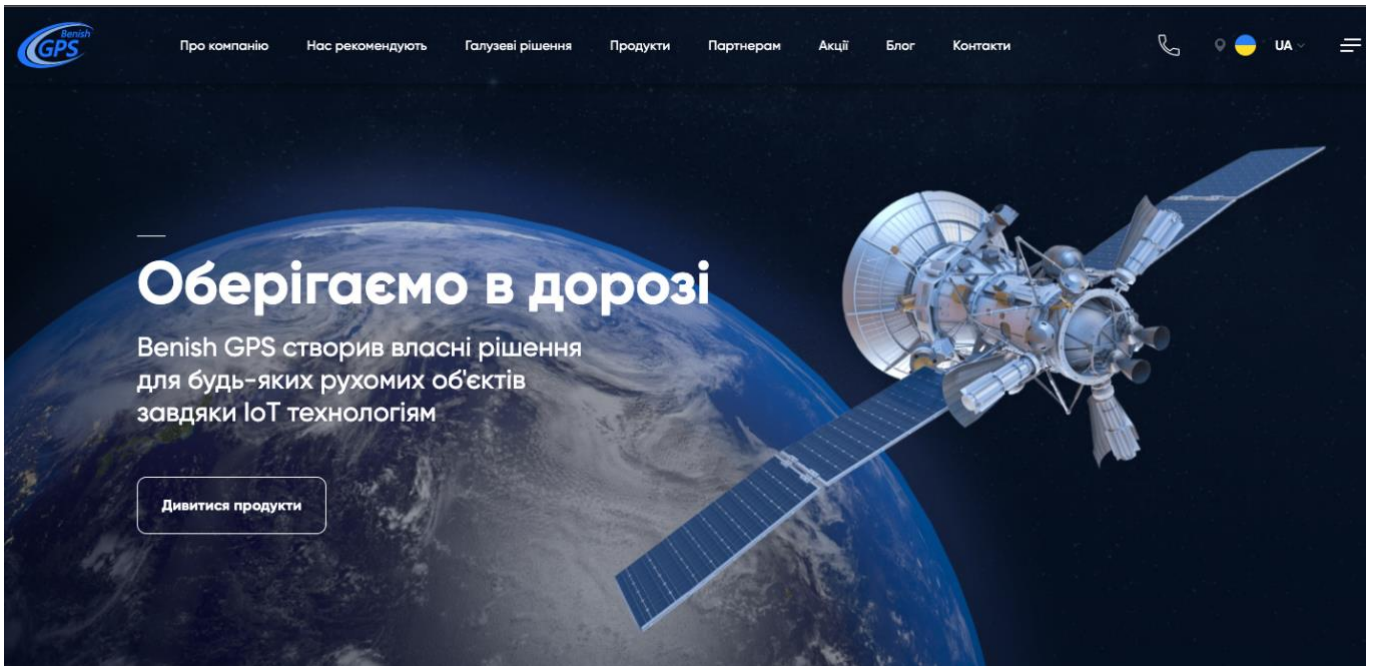 Benish
GPS
Про компанію
Нас рекомендують
Галузеві рішення
Продукти
Партнерам
Акції
Блог
Контакти
UA
Оберігаємо в дорозі
Benish GPS створив власні рішення
для будь-яких рухомих об'єктів
завдяки IoT технологіям
Дивитися продукти